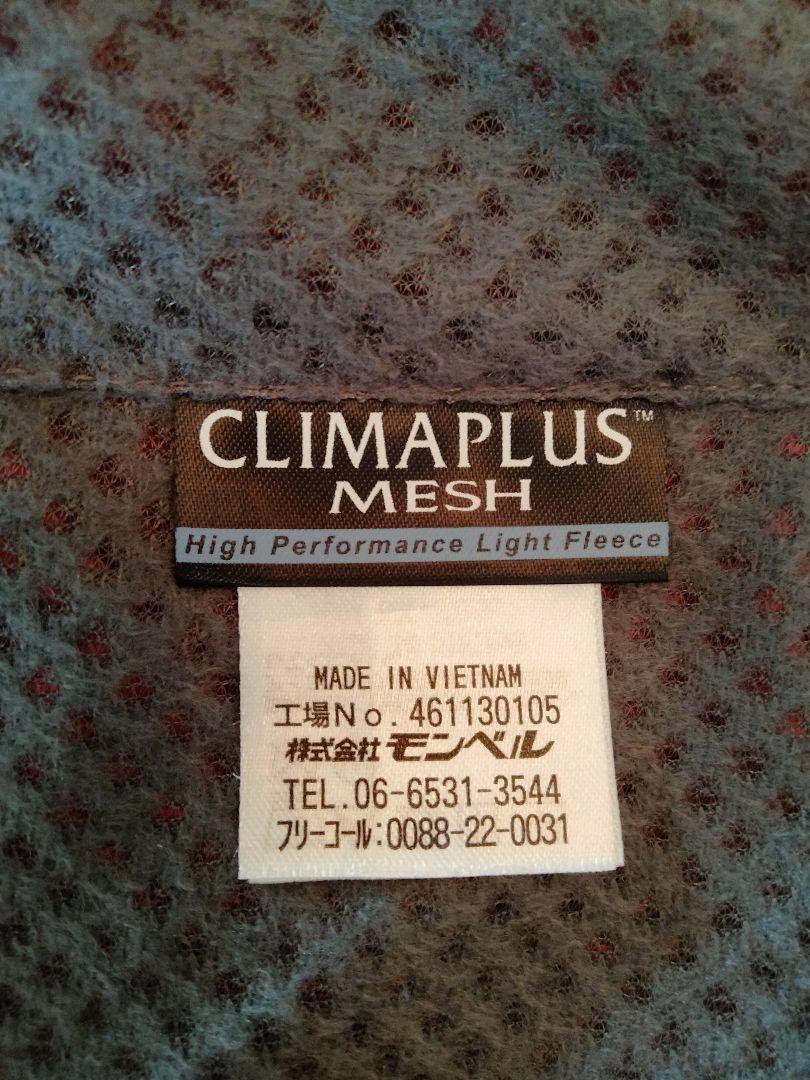 CLIMAPLUS™
MESH
High Performance Light Fleece
MADE IN VIETNAM
工場No.461130105
株式会社モンベル
TEL.06-6531-3544
フリーコール:0088-22-0031